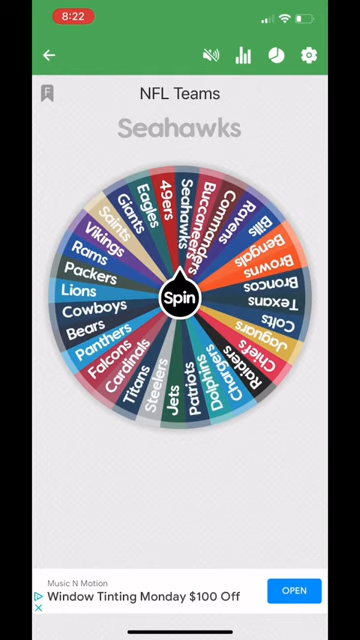 8:22
NFL Teams
Seahawks
Seahawks
Buccaneers
Commanders
Ravens
Bills
Bengals
Browns
Broncos
Texans
Colts
Jaguars
Chiefs
Raiders
Chargers
Dolphins
Patriots
Jets
Steelers
Titans
Cardinals
Falcons
Panthers
Bears
Cowboys
Lions
Packers
Rams
Vikings
Saints
Giants
Eagles
49ers
Spin
F
Music N Motion
Window Tinting Monday $100 Off
OPEN